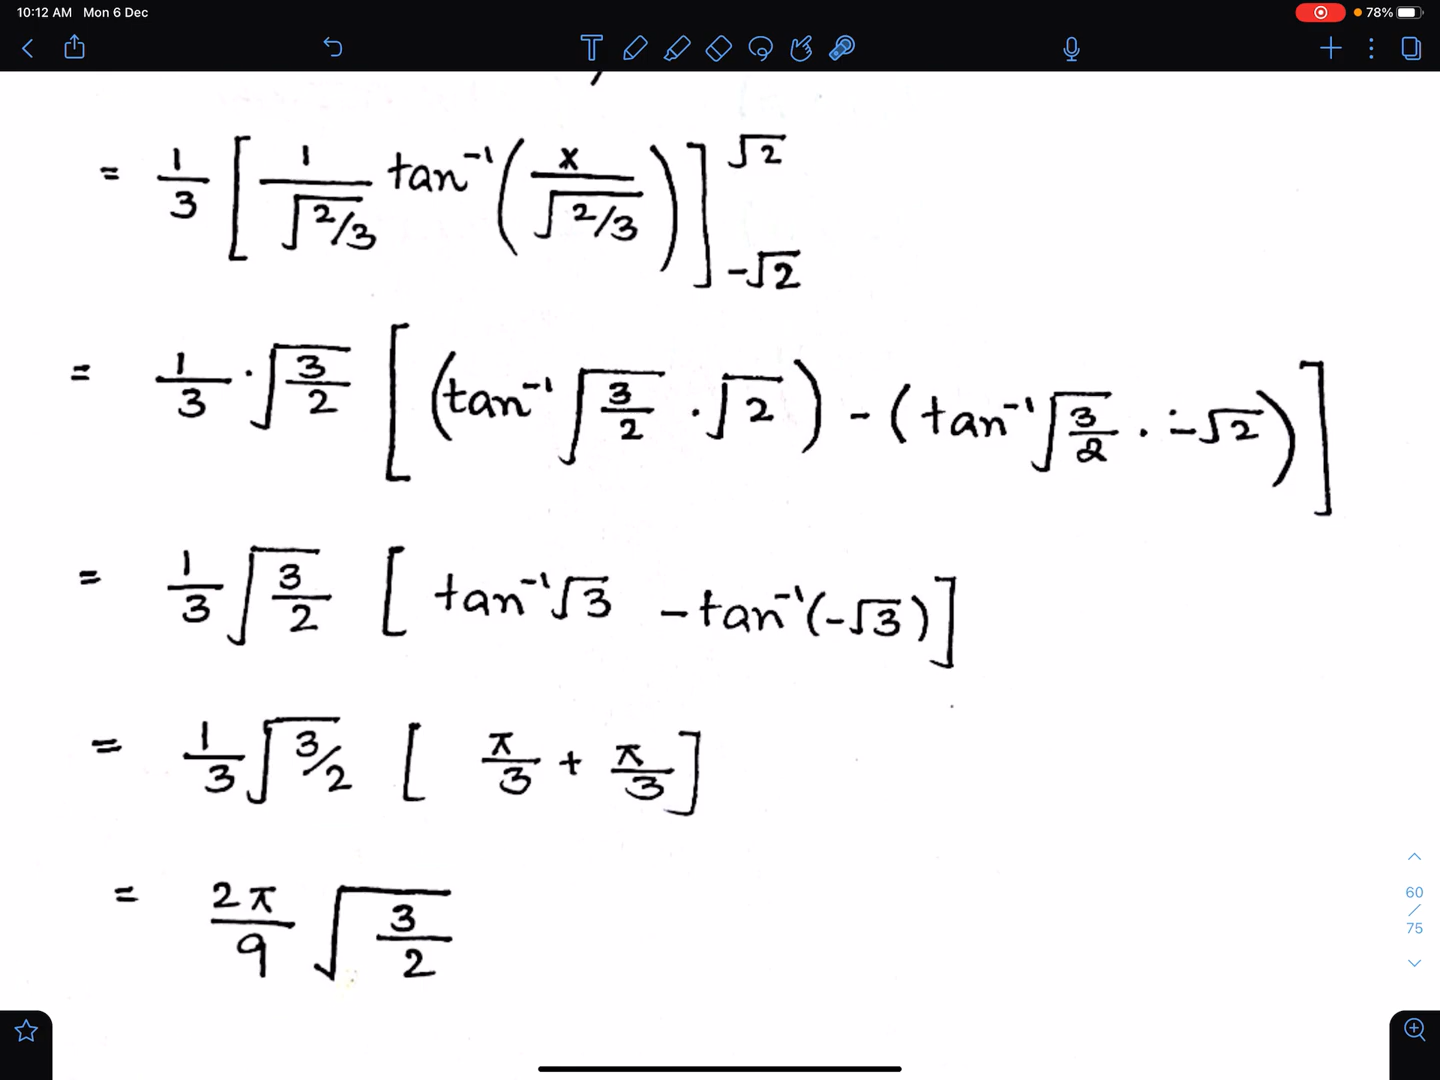 10:12 AM Mon 6 Dec 78%
= 1/3 [ 1/√(2/3) tan⁻¹ ( x/√(2/3) ) ] √2 -√2
= 1/3 · √(3/2) [ (tan⁻¹ √(3/2) · √2) - (tan⁻¹ √(3/2) · -√2) ]
= 1/3 √(3/2) [ tan⁻¹√3 - tan⁻¹(-√3) ]
= 1/3 √(3/2) [ π/3 + π/3 ]
= 2π/9 √(3/2)
60
/
75